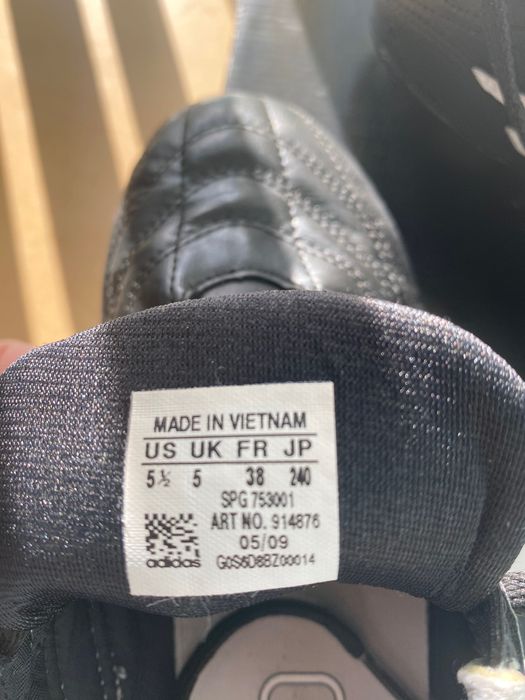 MADE IN VIETNAM
US UK FR JP
5½ 5 38 240
SPG 753001
ART NO. 914876
05/09
adidas G0S6D8BZ00014